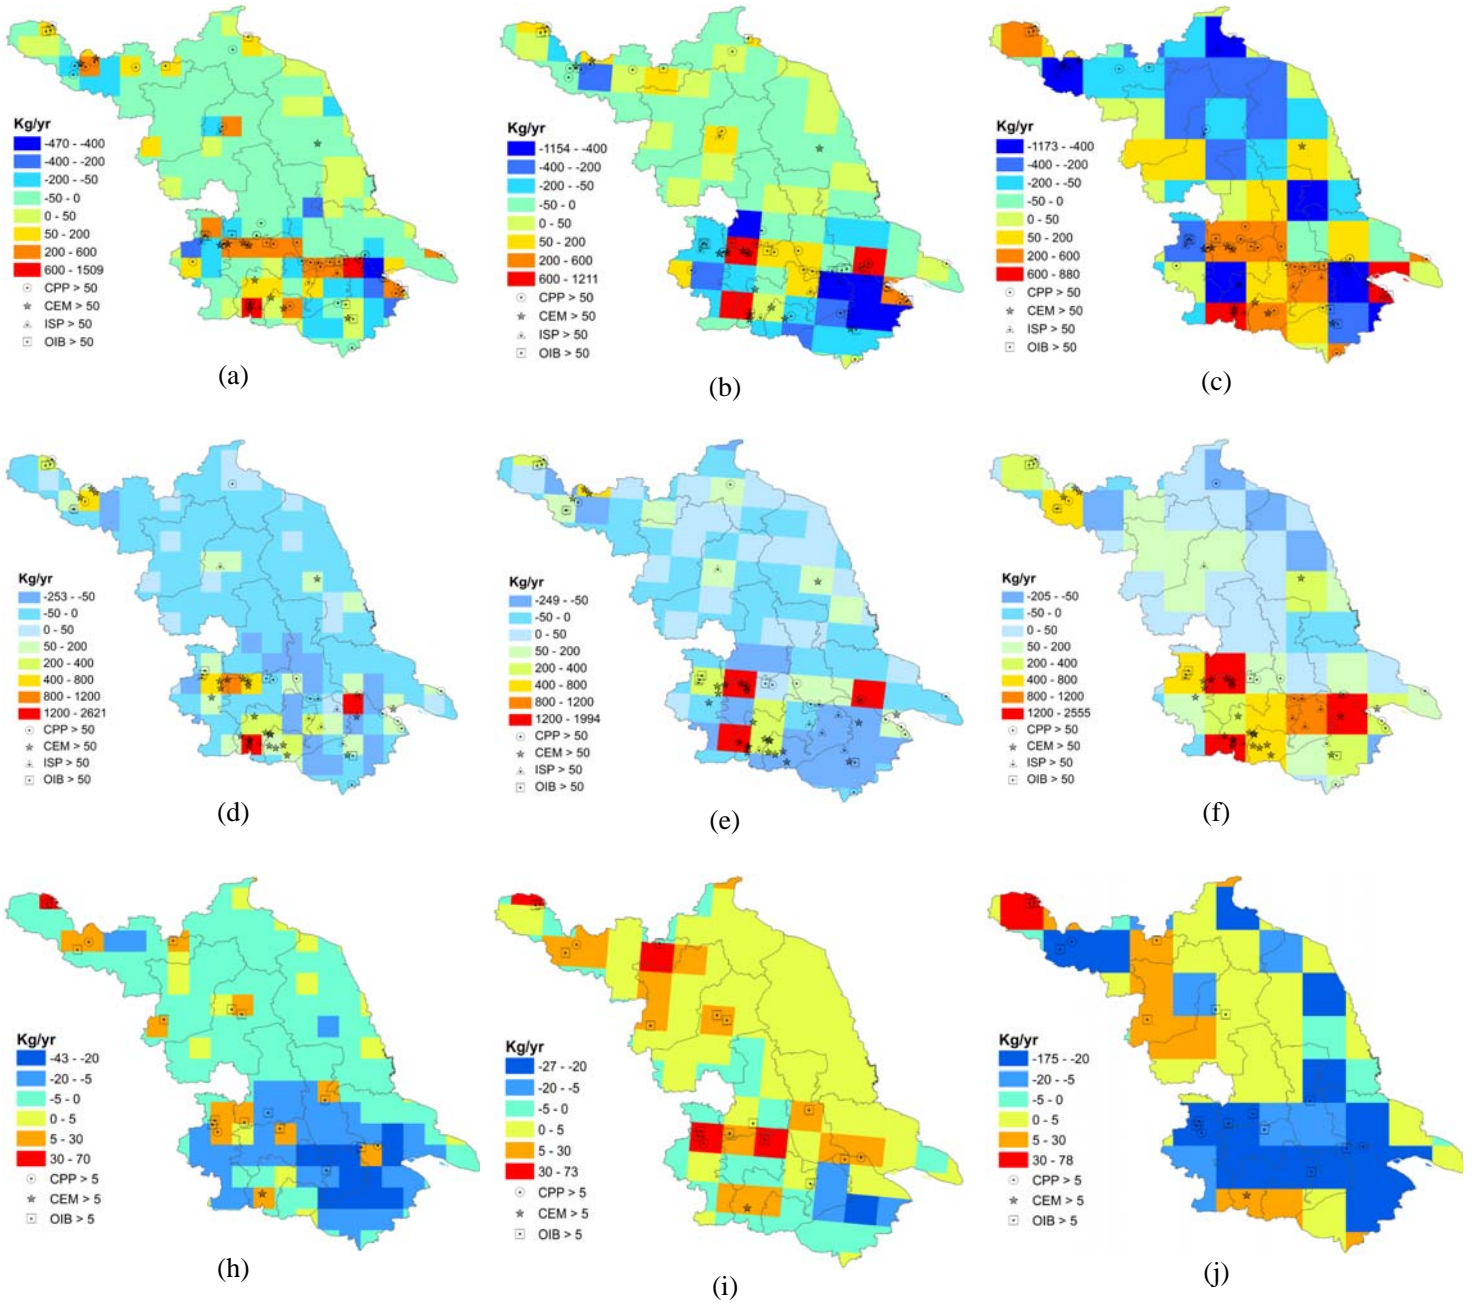 Kg/yr
-470 - -400
-400 - -200
-200 - -50
-50 - 0
0 - 50
50 - 200
200 - 600
600 - 1509
CPP > 50
CEM > 50
ISP > 50
OIB > 50
(a)
Kg/yr
-1154 - -400
-400 - -200
-200 - -50
-50 - 0
0 - 50
50 - 200
200 - 600
600 - 1211
CPP > 50
CEM > 50
ISP > 50
OIB > 50
(b)
Kg/yr
-1173 - -400
-400 - -200
-200 - -50
-50 - 0
0 - 50
50 - 200
200 - 600
600 - 880
CPP > 50
CEM > 50
ISP > 50
OIB > 50
(c)
Kg/yr
-253 - -50
-50 - 0
0 - 50
50 - 200
200 - 400
400 - 800
800 - 1200
1200 - 2621
CPP > 50
CEM > 50
ISP > 50
OIB > 50
(d)
Kg/yr
-249 - -50
-50 - 0
0 - 50
50 - 200
200 - 400
400 - 800
800 - 1200
1200 - 1994
CPP > 50
CEM > 50
ISP > 50
OIB > 50
(e)
Kg/yr
-205 - -50
-50 - 0
0 - 50
50 - 200
200 - 400
400 - 800
800 - 1200
1200 - 2555
CPP > 50
CEM > 50
ISP > 50
OIB > 50
(f)
Kg/yr
-43 - -20
-20 - -5
-5 - 0
0 - 5
5 - 30
30 - 70
CPP > 5
CEM > 5
OIB > 5
(h)
Kg/yr
-27 - -20
-20 - -5
-5 - 0
0 - 5
5 - 30
30 - 73
CPP > 5
CEM > 5
OIB > 5
(i)
Kg/yr
-175 - -20
-20 - -5
-5 - 0
0 - 5
5 - 30
30 - 78
CPP > 5
CEM > 5
OIB > 5
(j)